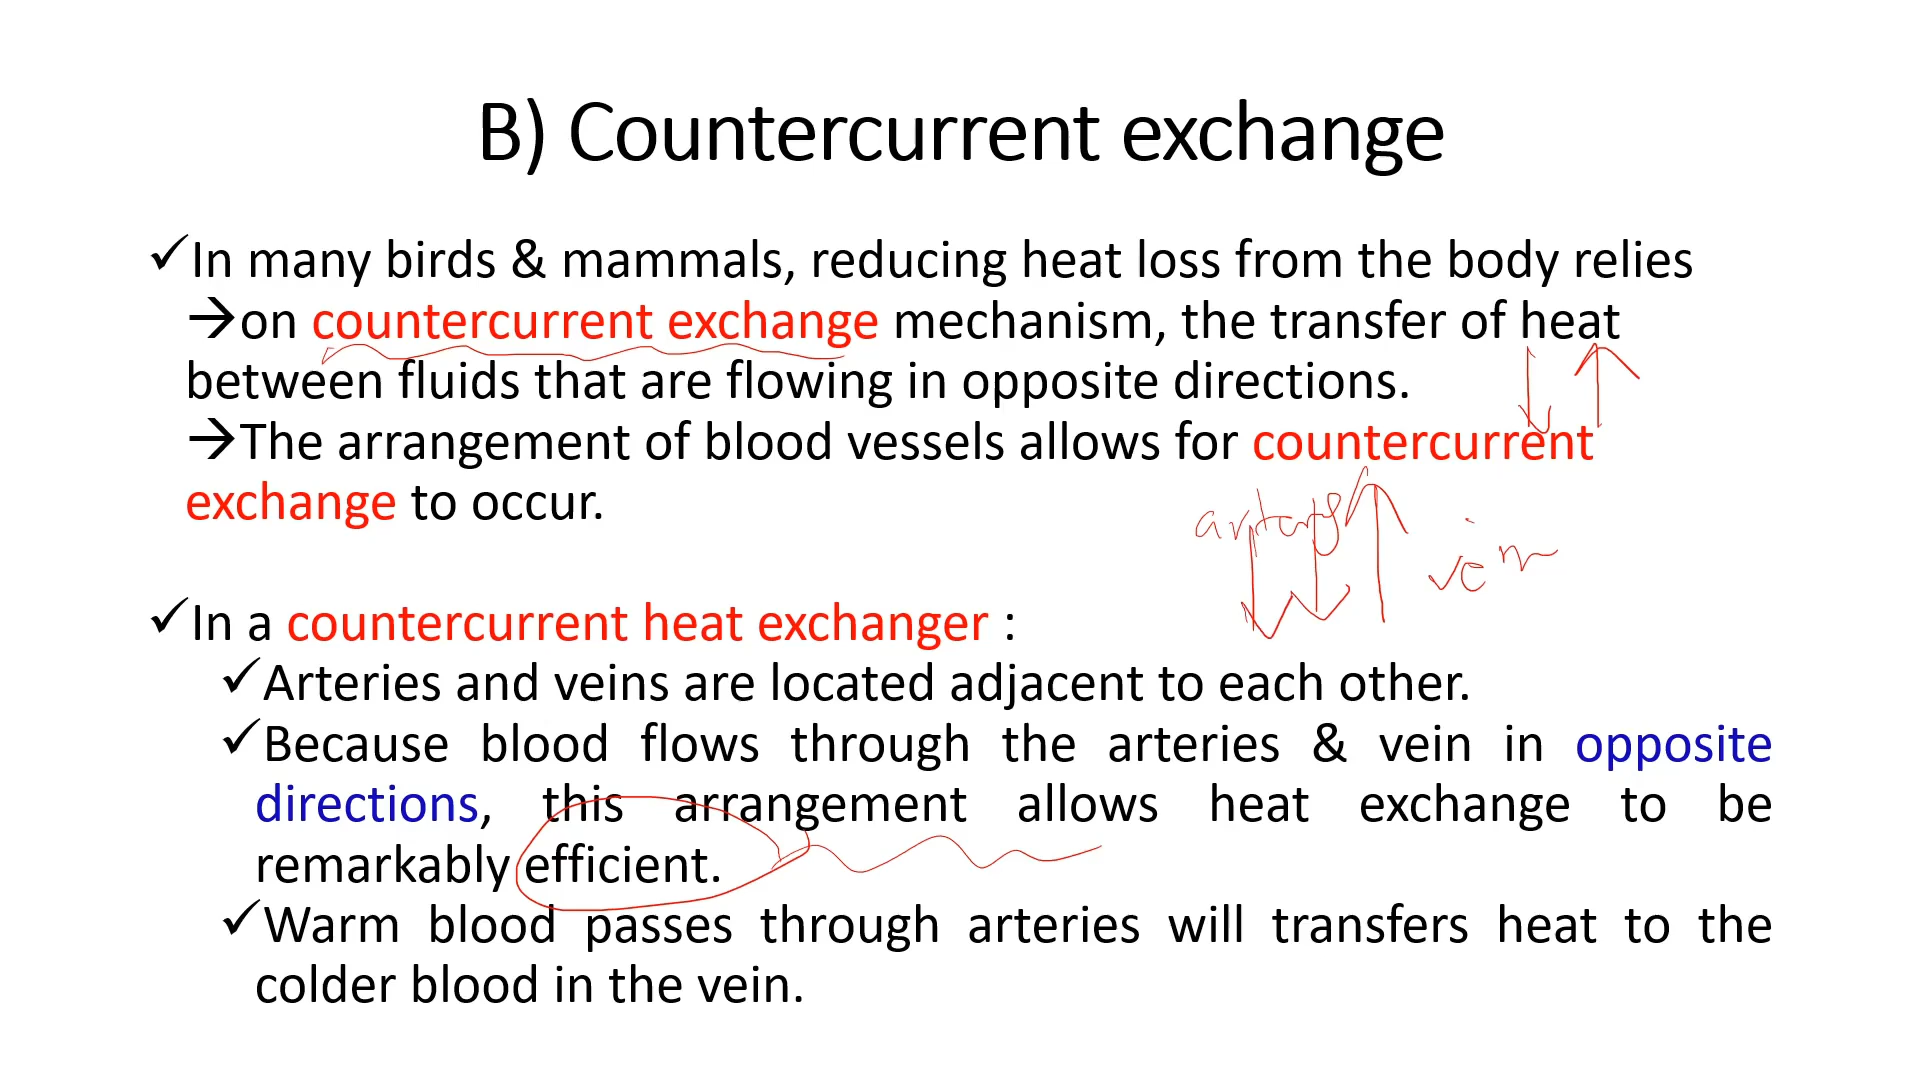 B) Countercurrent exchange
✓In many birds & mammals, reducing heat loss from the body relies
→on countercurrent exchange mechanism, the transfer of heat
between fluids that are flowing in opposite directions.
→The arrangement of blood vessels allows for countercurrent
exchange to occur.
artery
vein
✓In a countercurrent heat exchanger :
✓Arteries and veins are located adjacent to each other.
✓Because blood flows through the arteries & vein in opposite
directions, this arrangement allows heat exchange to be
remarkably efficient.
✓Warm blood passes through arteries will transfers heat to the
colder blood in the vein.